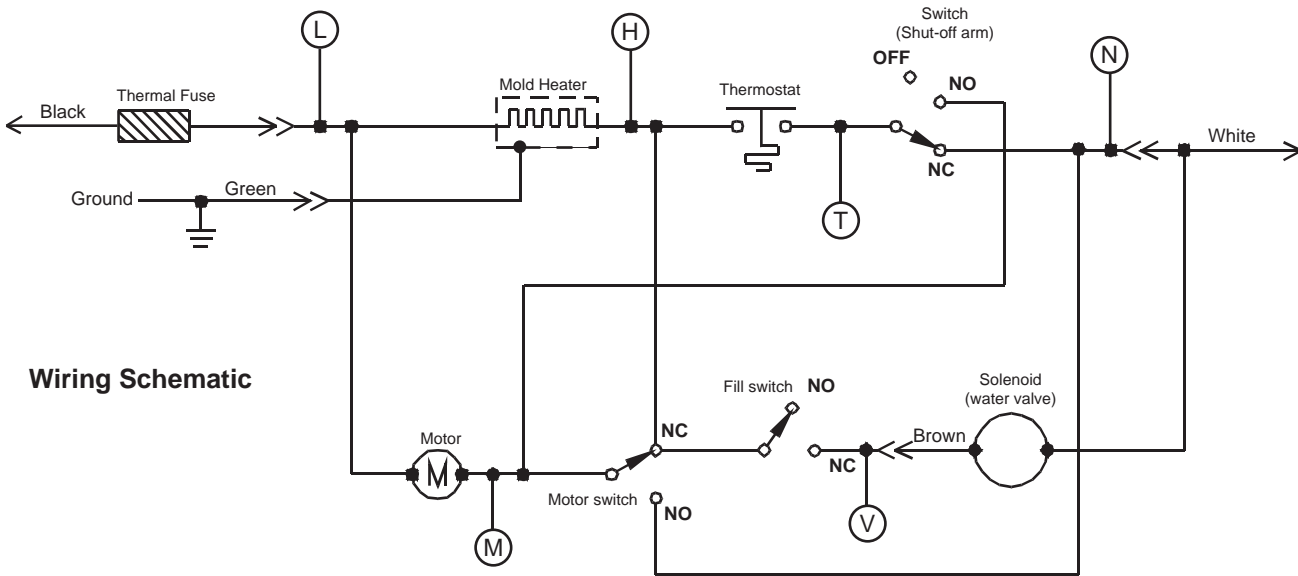 Switch
(Shut-off arm)
L
H
N
OFF
NO
Mold Heater
Thermostat
Thermal Fuse
Black
White
NC
Green
Ground
T
Wiring Schematic
Solenoid
(water valve)
Fill switch
NO
Motor
NC
Brown
M
NC
Motor switch
NO
V
M